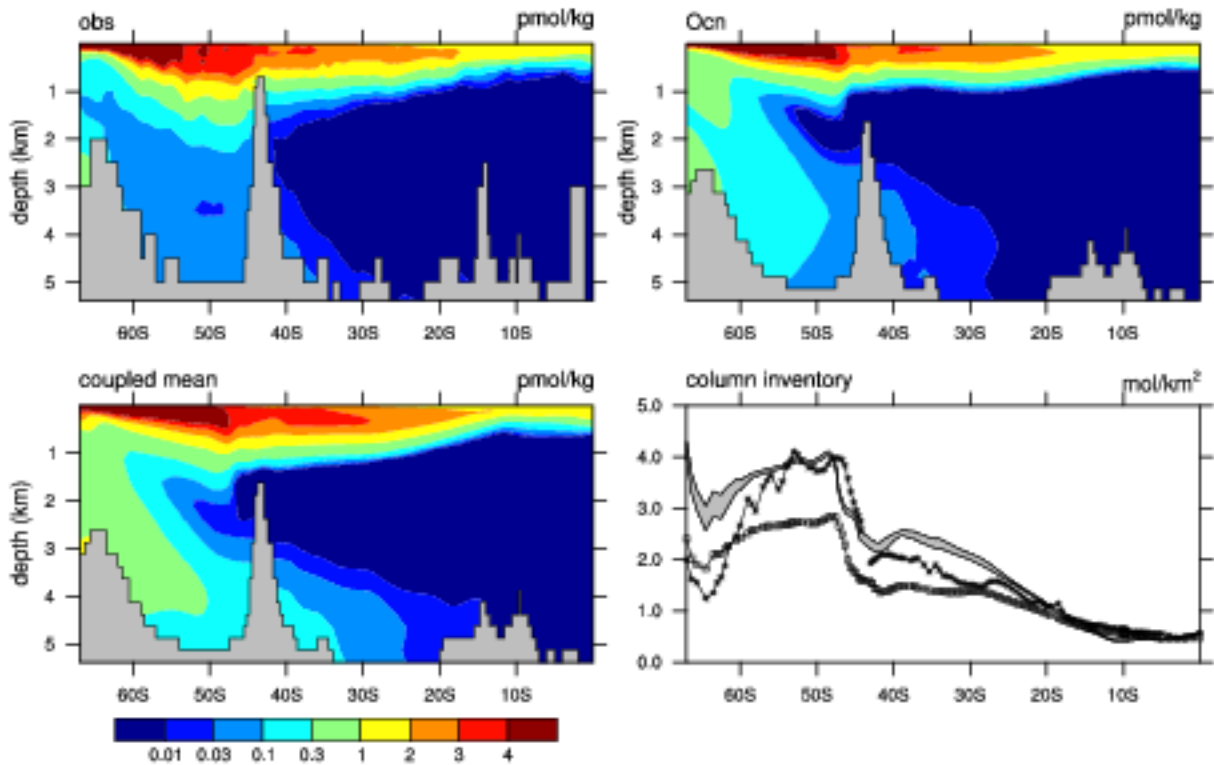 obs pmol/kg
Ocn pmol/kg
depth (km)
1
2
3
4
5
60S 50S 40S 30S 20S 10S
depth (km)
1
2
3
4
5
60S 50S 40S 30S 20S 10S
coupled mean pmol/kg
column inventory mol/km²
depth (km)
1
2
3
4
5
60S 50S 40S 30S 20S 10S
5.0
4.0
3.0
2.0
1.0
0.0
60S 50S 40S 30S 20S 10S
0.01 0.03 0.1 0.3 1 2 3 4